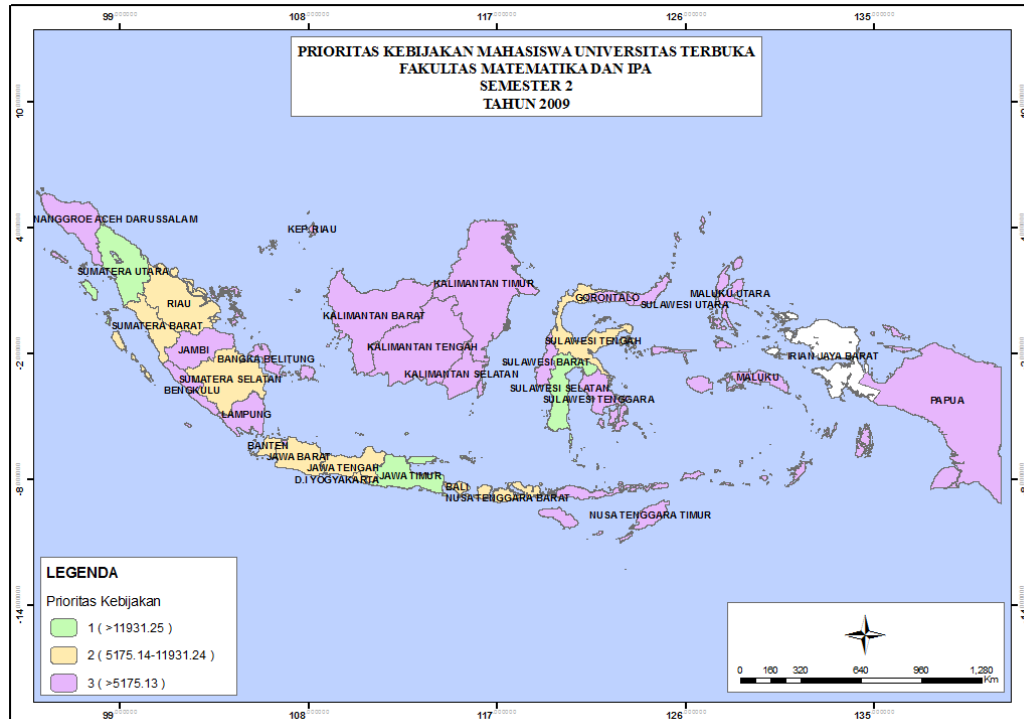 99 108 117 126 135
PRIORITAS KEBIJAKAN MAHASISWA UNIVERSITAS TERBUKA
FAKULTAS MATEMATIKA DAN IPA
SEMESTER 2
TAHUN 2009
10
4
-2
-8
-14
NANGGROE ACEH DARUSSALAM
KEP. RIAU
SUMATERA UTARA
RIAU
SUMATERA BARAT
JAMBI
BANGKA BELITUNG
SUMATERA SELATAN
BENGKULU
LAMPUNG
BANTEN
JAWA BARAT
JAWA TENGAH
D.I YOGYAKARTA
JAWA TIMUR
BALI
NUSA TENGGARA BARAT
NUSA TENGGARA TIMUR
KALIMANTAN TIMUR
KALIMANTAN BARAT
KALIMANTAN TENGAH
KALIMANTAN SELATAN
GORONTALO
SULAWESI UTARA
SULAWESI TENGAH
SULAWESI BARAT
SULAWESI SELATAN
SULAWESI TENGGARA
MALUKU UTARA
MALUKU
IRIAN JAYA BARAT
PAPUA
LEGENDA
Prioritas Kebijakan
1 ( >11931.25 )
2 ( 5175.14-11931.24 )
3 ( >5175.13)
0 160 320 640 960 1,280
Km
99 108 117 126 135